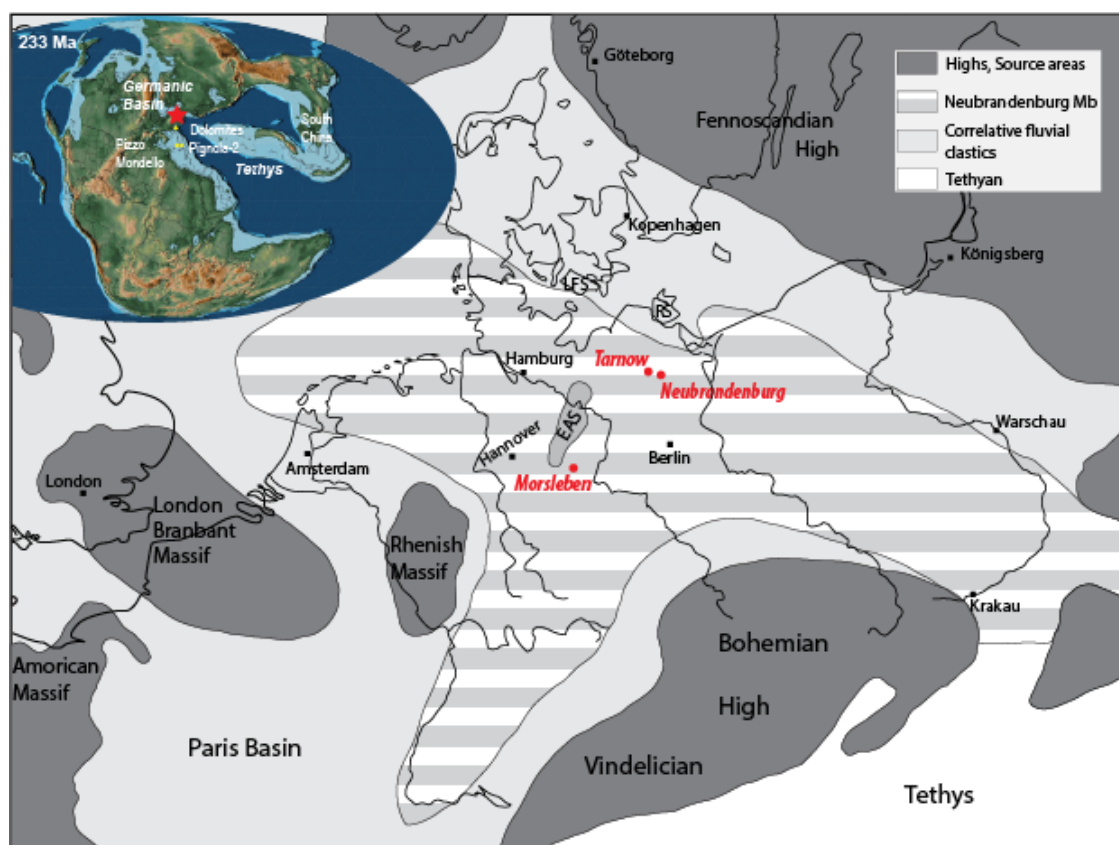 233 Ma
Germanic
Basin
Dolomites
Pignola-2
Pizzo
Mondello
South
China
Tethys
Highs, Source areas
Neubrandenburg Mb
Correlative fluvial
clastics
Tethyan
Göteborg
Fennoscandian
High
Kopenhagen
Königsberg
LFS
RS
Hamburg
Tarnow
Neubrandenburg
EAS
Warschau
Hannover
Berlin
Amsterdam
Morsleben
London
London
Branbant
Massif
Rhenish
Massif
Krakau
Bohemian
High
Amorican
Massif
Paris Basin
Vindelician
Tethys